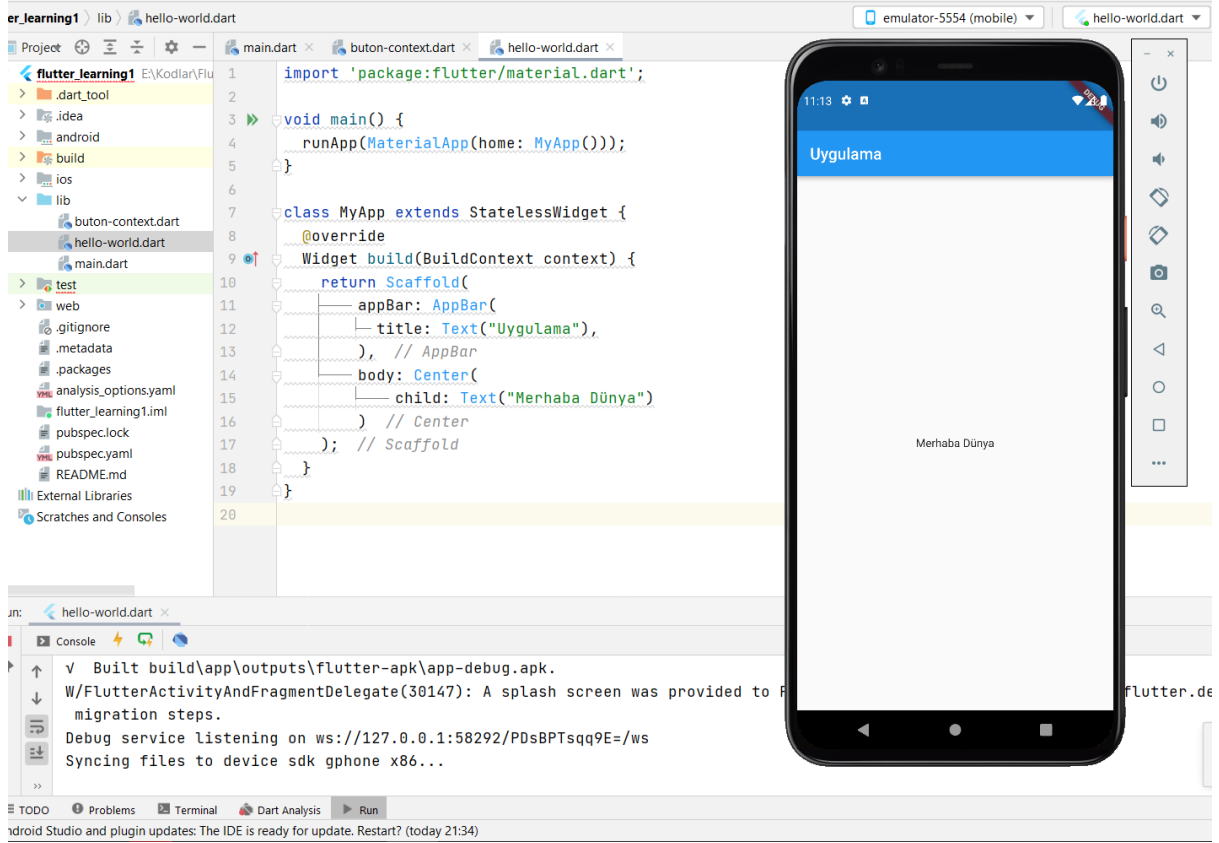 er_learning1 lib hello-world.dart emulator-5554 (mobile) hello-world.dart
Project main.dart buton-context.dart hello-world.dart
flutter_learning1 E:\Kodlar\Flu
.dart_tool
.idea
android
build
ios
lib
buton-context.dart
hello-world.dart
main.dart
test
web
.gitignore
.metadata
.packages
analysis_options.yaml
flutter_learning1.iml
pubspec.lock
pubspec.yaml
README.md
External Libraries
Scratches and Consoles
1 import 'package:flutter/material.dart';
2
3 void main() {
4 runApp(MaterialApp(home: MyApp()));
5 }
6
7 class MyApp extends StatelessWidget {
8 @override
9 Widget build(BuildContext context) {
10 return Scaffold(
11 appBar: AppBar(
12 title: Text("Uygulama"),
13 ), // AppBar
14 body: Center(
15 child: Text("Merhaba Dünya")
16 ) // Center
17 ); // Scaffold
18 }
19 }
20
11:13
DEBUG
Uygulama
Merhaba Dünya
un: hello-world.dart
Console
√ Built build\app\outputs\flutter-apk\app-debug.apk.
W/FlutterActivityAndFragmentDelegate(30147): A splash screen was provided to F flutter.de
migration steps.
Debug service listening on ws://127.0.0.1:58292/PDsBPTsqq9E=/ws
Syncing files to device sdk gphone x86...
TODO Problems Terminal Dart Analysis Run
ndroid Studio and plugin updates: The IDE is ready for update. Restart? (today 21:34)